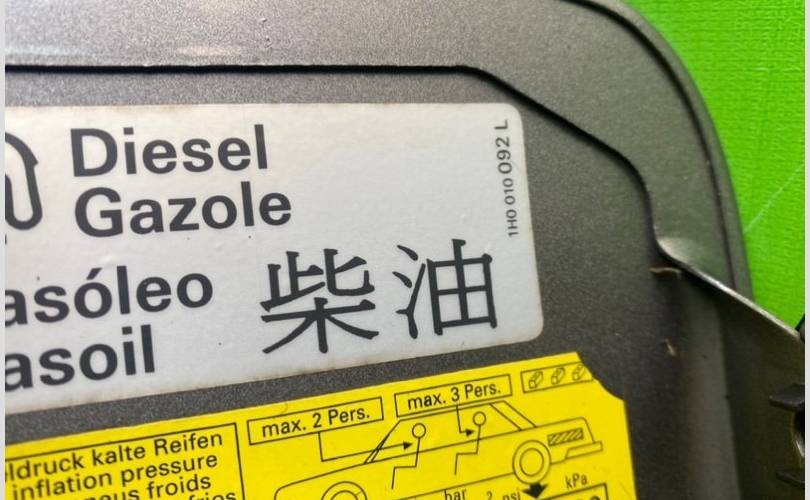 Diesel
Gazole
asóleo
asoil
柴油
1H0 010 092 L
max. 2 Pers.
max. 3 Pers.
ldruck kalte Reifen
inflation pressure
neus froids
bar
psi
kPa